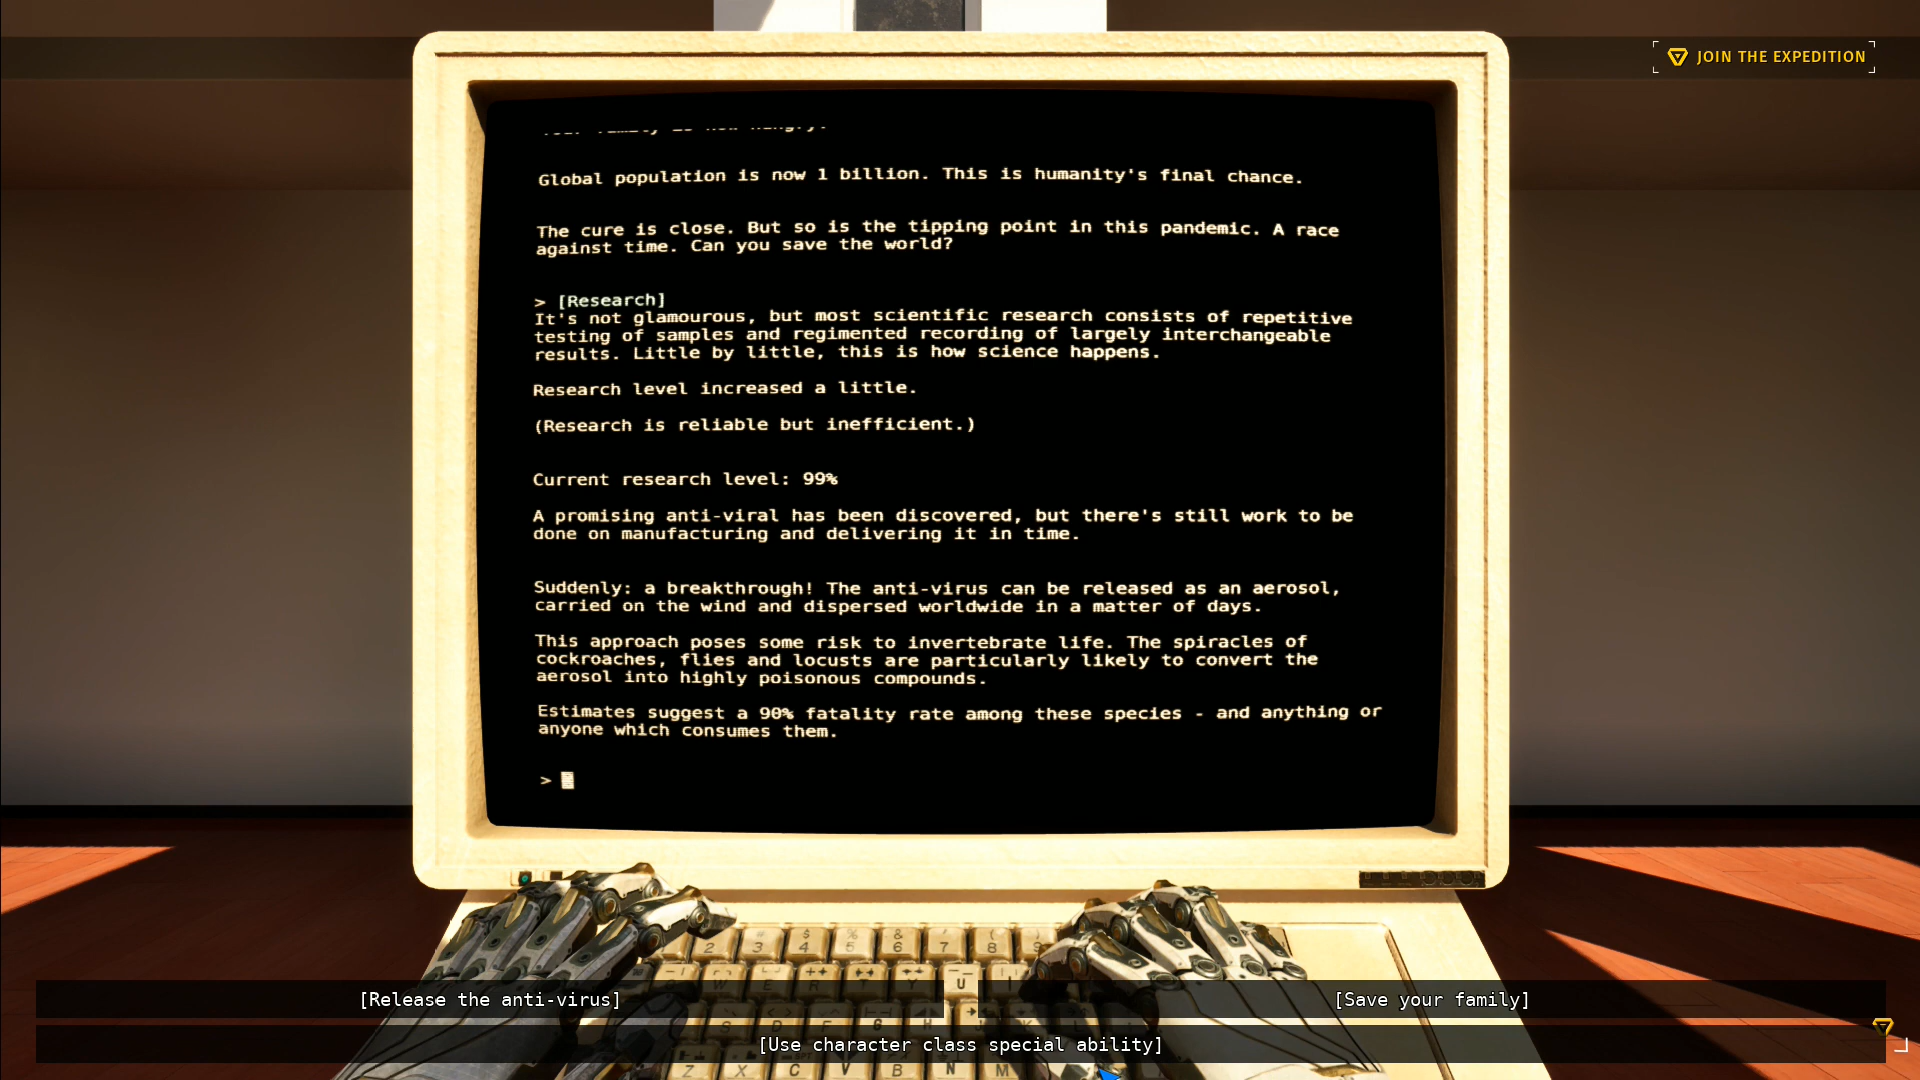 JOIN THE EXPEDITION
Your family is now hungry.
Global population is now 1 billion. This is humanity's final chance.
The cure is close. But so is the tipping point in this pandemic. A race
against time. Can you save the world?
> [Research]
It's not glamourous, but most scientific research consists of repetitive
testing of samples and regimented recording of largely interchangeable
results. Little by little, this is how science happens.
Research level increased a little.
(Research is reliable but inefficient.)
Current research level: 99%
A promising anti-viral has been discovered, but there's still work to be
done on manufacturing and delivering it in time.
Suddenly: a breakthrough! The anti-virus can be released as an aerosol,
carried on the wind and dispersed worldwide in a matter of days.
This approach poses some risk to invertebrate life. The spiracles of
cockroaches, flies and locusts are particularly likely to convert the
aerosol into highly poisonous compounds.
Estimates suggest a 90% fatality rate among these species - and anything or
anyone which consumes them.
>
[Release the anti-virus]
[Save your family]
[Use character class special ability]